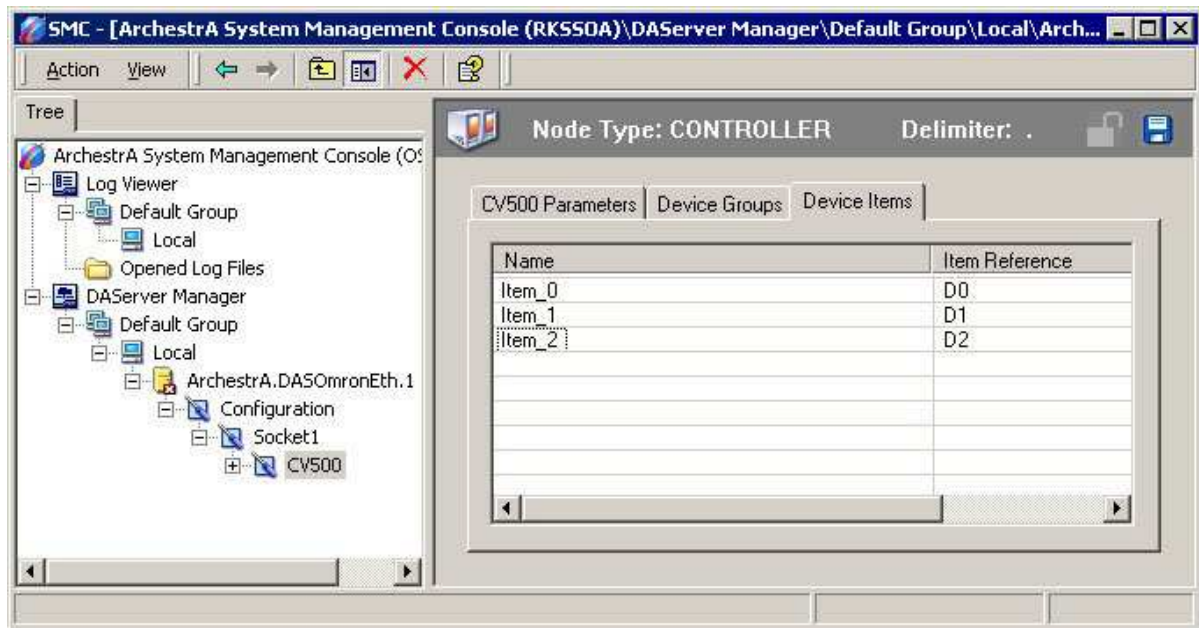 SMC - [ArchestrA System Management Console (RKSSOA)\DAServer Manager\Default Group\Local\Arch...
Action View
Tree
ArchestrA System Management Console (OS
Log Viewer
Default Group
Local
Opened Log Files
DAServer Manager
Default Group
Local
ArchestrA.DASOmronEth.1
Configuration
Socket1
CV500
Node Type: CONTROLLER Delimiter: .
CV500 Parameters Device Groups Device Items
Name Item Reference
Item_0 D0
Item_1 D1
Item_2 D2